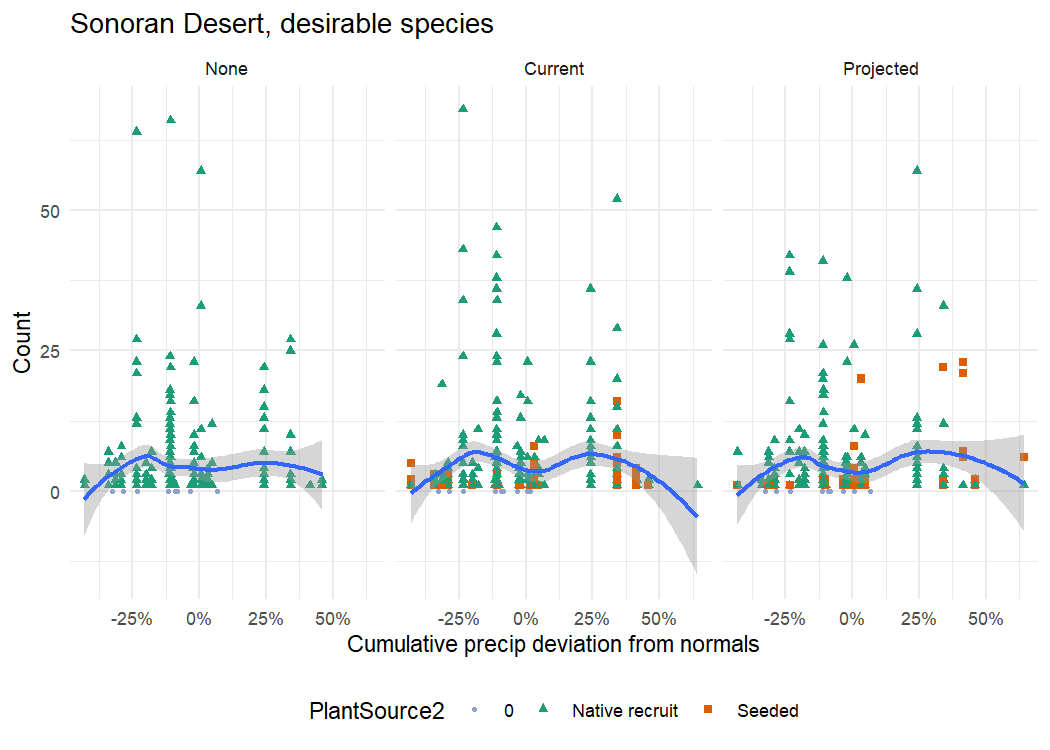 Sonoran Desert, desirable species
None Current Projected
Count
50
25
0
-25% 0% 25% 50% -25% 0% 25% 50% -25% 0% 25% 50%
Cumulative precip deviation from normals
PlantSource2 0 Native recruit Seeded